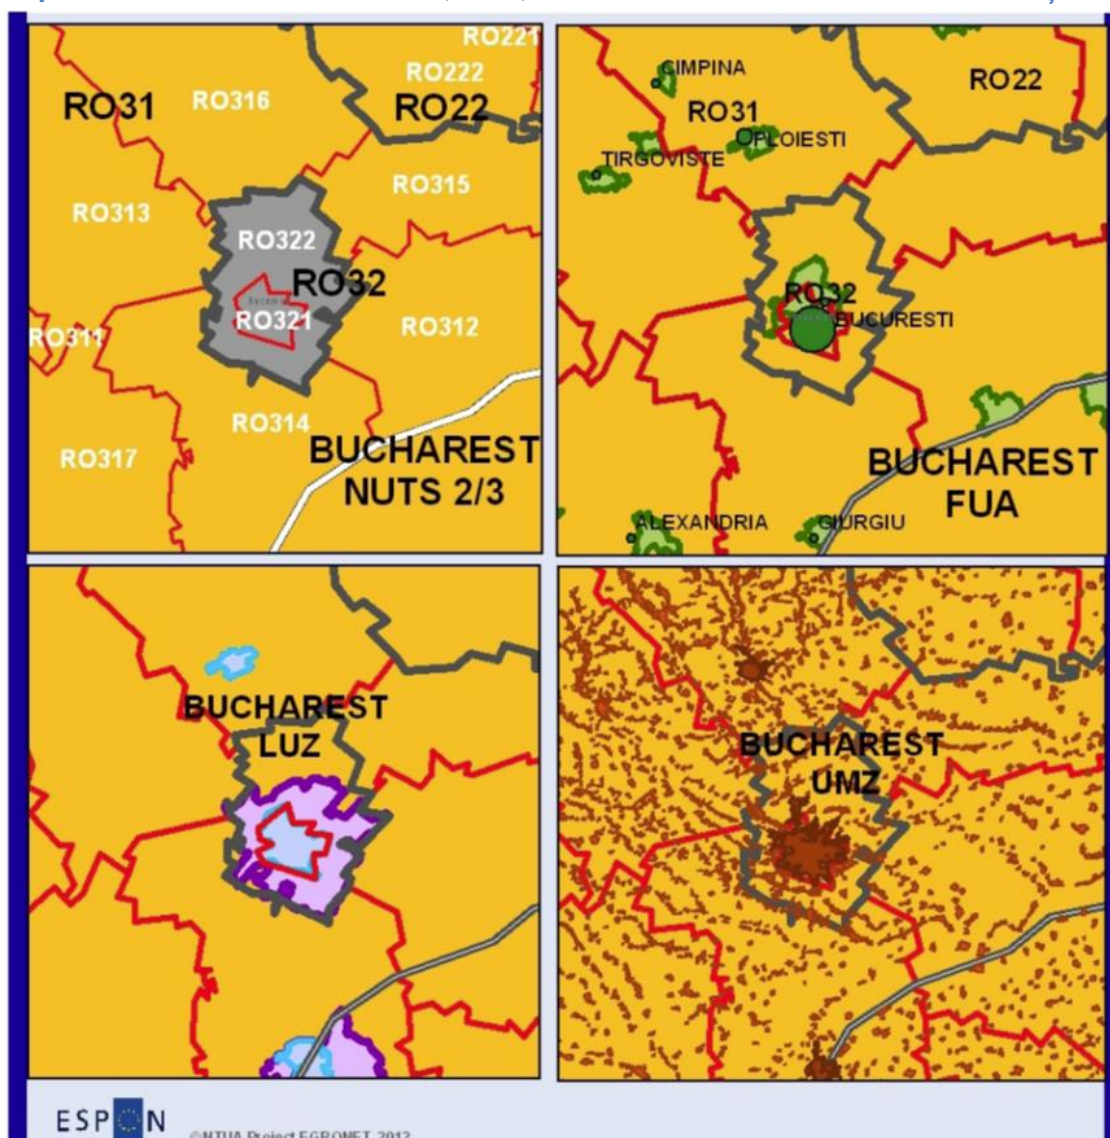 RO221
RO222
RO31
RO316
RO22
RO315
RO313
RO322
RO32
RO321
RO311
RO312
RO314
RO317
BUCHAREST
NUTS 2/3
CIMPINA
RO22
RO31
PLOIESTI
TIRGOVISTE
RO32
BUCURESTI
BUCHAREST
FUA
ALEXANDRIA
GIURGIU
BUCHAREST
LUZ
BUCHAREST
UMZ
ESPON
©NTUA Project EGRONET, 2012